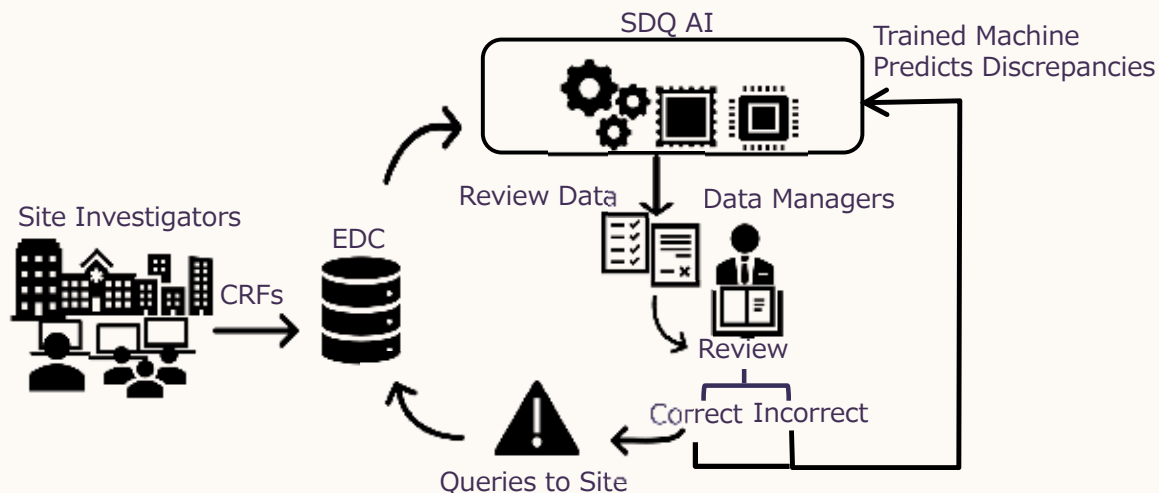 SDQ AI
Trained Machine
Predicts Discrepancies
Review Data
Data Managers
Site Investigators
EDC
CRFs
Review
Correct Incorrect
Queries to Site